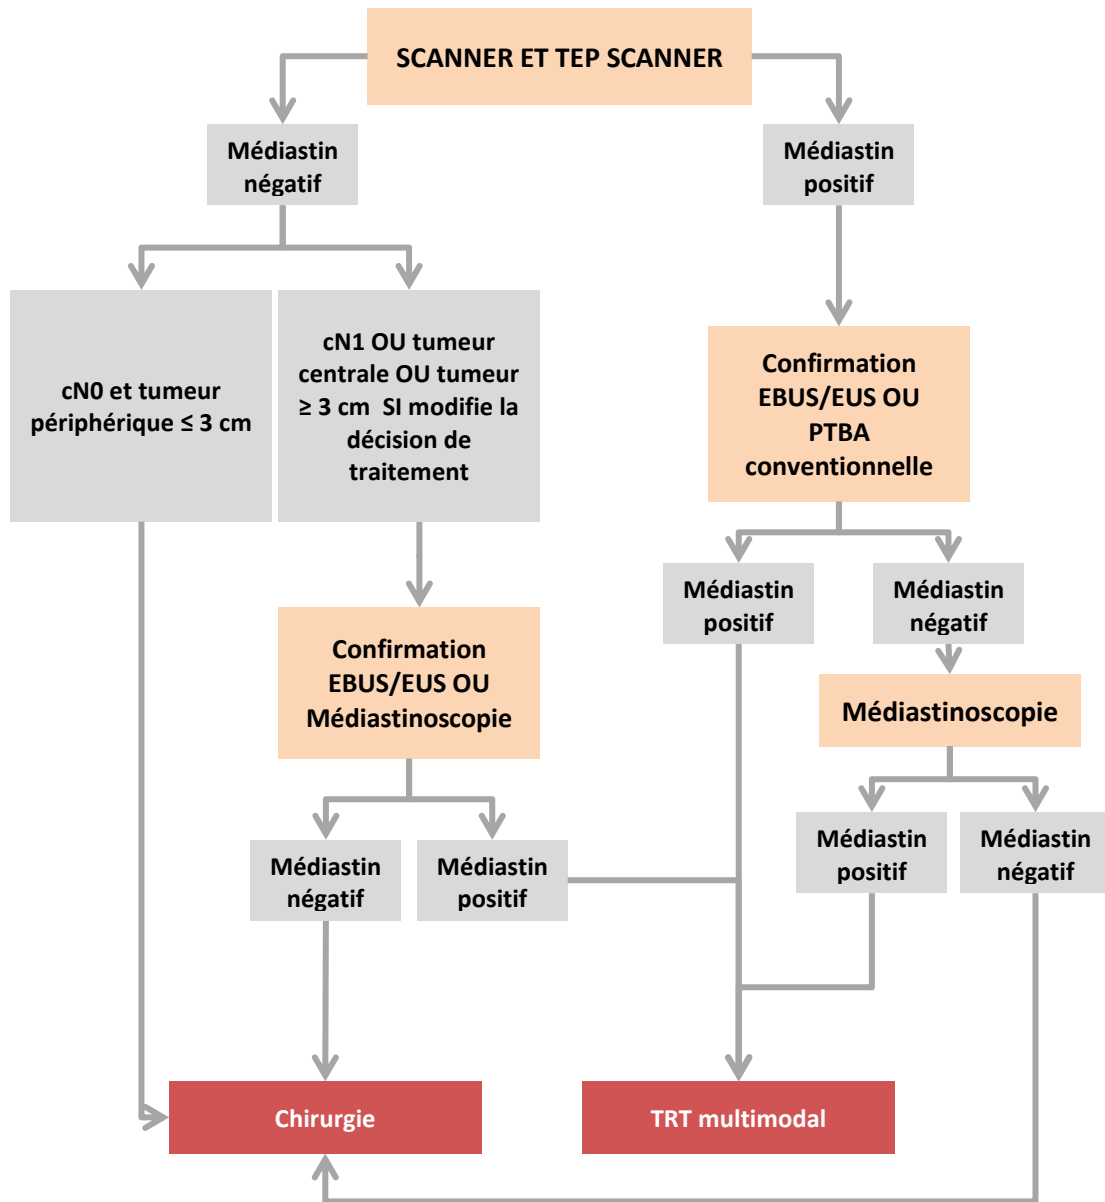 SCANNER ET TEP SCANNER
Médiastin
négatif
Médiastin
positif
cN0 et tumeur
périphérique ≤ 3 cm
cN1 OU tumeur
centrale OU tumeur
≥ 3 cm  SI modifie la
décision de
traitement
Confirmation
EBUS/EUS OU
PTBA
conventionnelle
Médiastin
positif
Médiastin
négatif
Confirmation
EBUS/EUS OU
Médiastinoscopie
Médiastinoscopie
Médiastin
négatif
Médiastin
positif
Médiastin
positif
Médiastin
négatif
Chirurgie
TRT multimodal